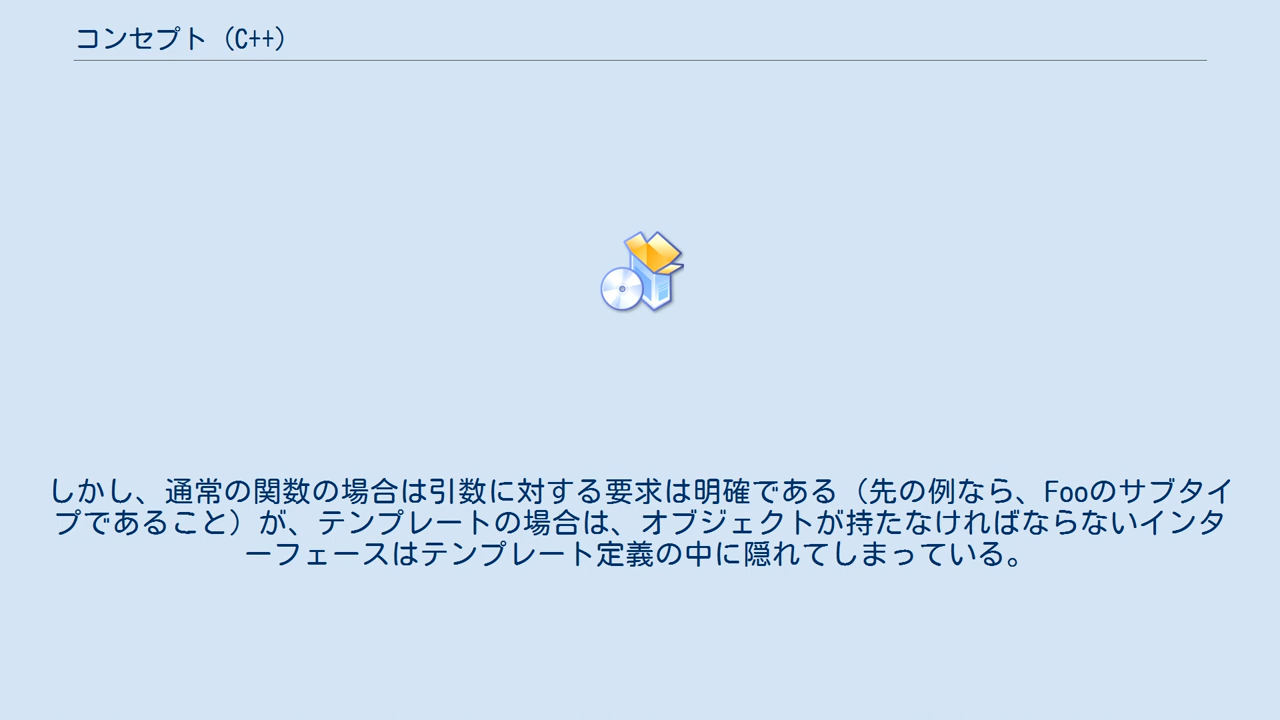 コンセプト（C++）
しかし、通常の関数の場合は引数に対する要求は明確である（先の例なら、Fooのサブタイ
プであること）が、テンプレートの場合は、オブジェクトが持たなければならないインタ
ーフェースはテンプレート定義の中に隠れてしまっている。